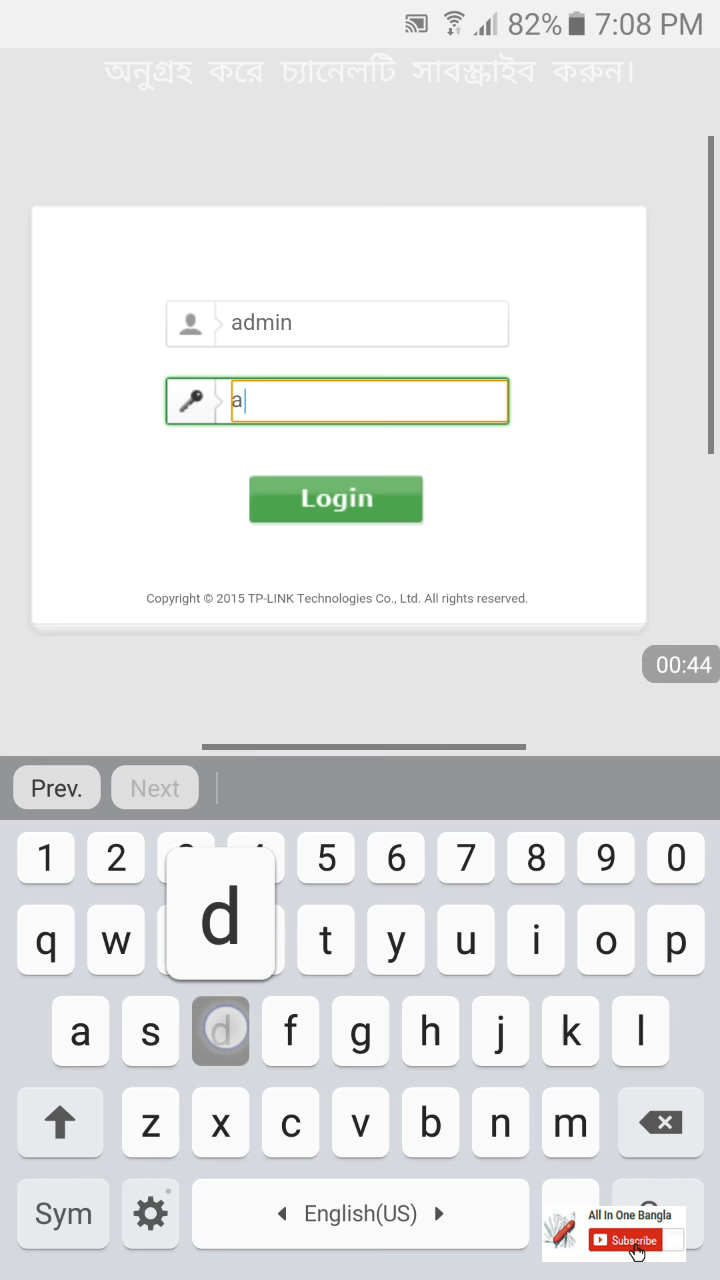 82% 7:08 PM
অনুগ্রহ করে চ্যানেলটি সাবস্ক্রাইব করুন।
admin
a
Login
Copyright © 2015 TP-LINK Technologies Co., Ltd. All rights reserved.
00:44
Prev. Next
1 2 5 6 7 8 9 0
d
q w t y u i o p
a s d f g h j k l
z x c v b n m
Sym English(US)
All In One Bangla
Subscribe